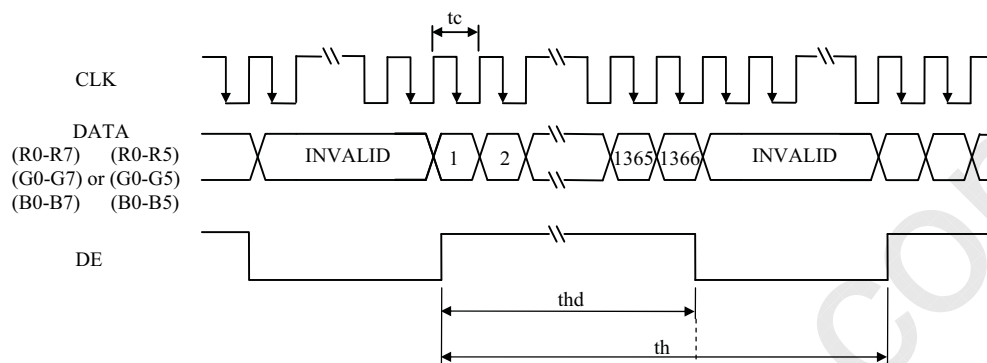 tc
CLK
DATA
(R0-R7) (R0-R5)
(G0-G7) or (G0-G5)
(B0-B7) (B0-B5)
INVALID 1 2 1365 1366 INVALID
DE
thd
th